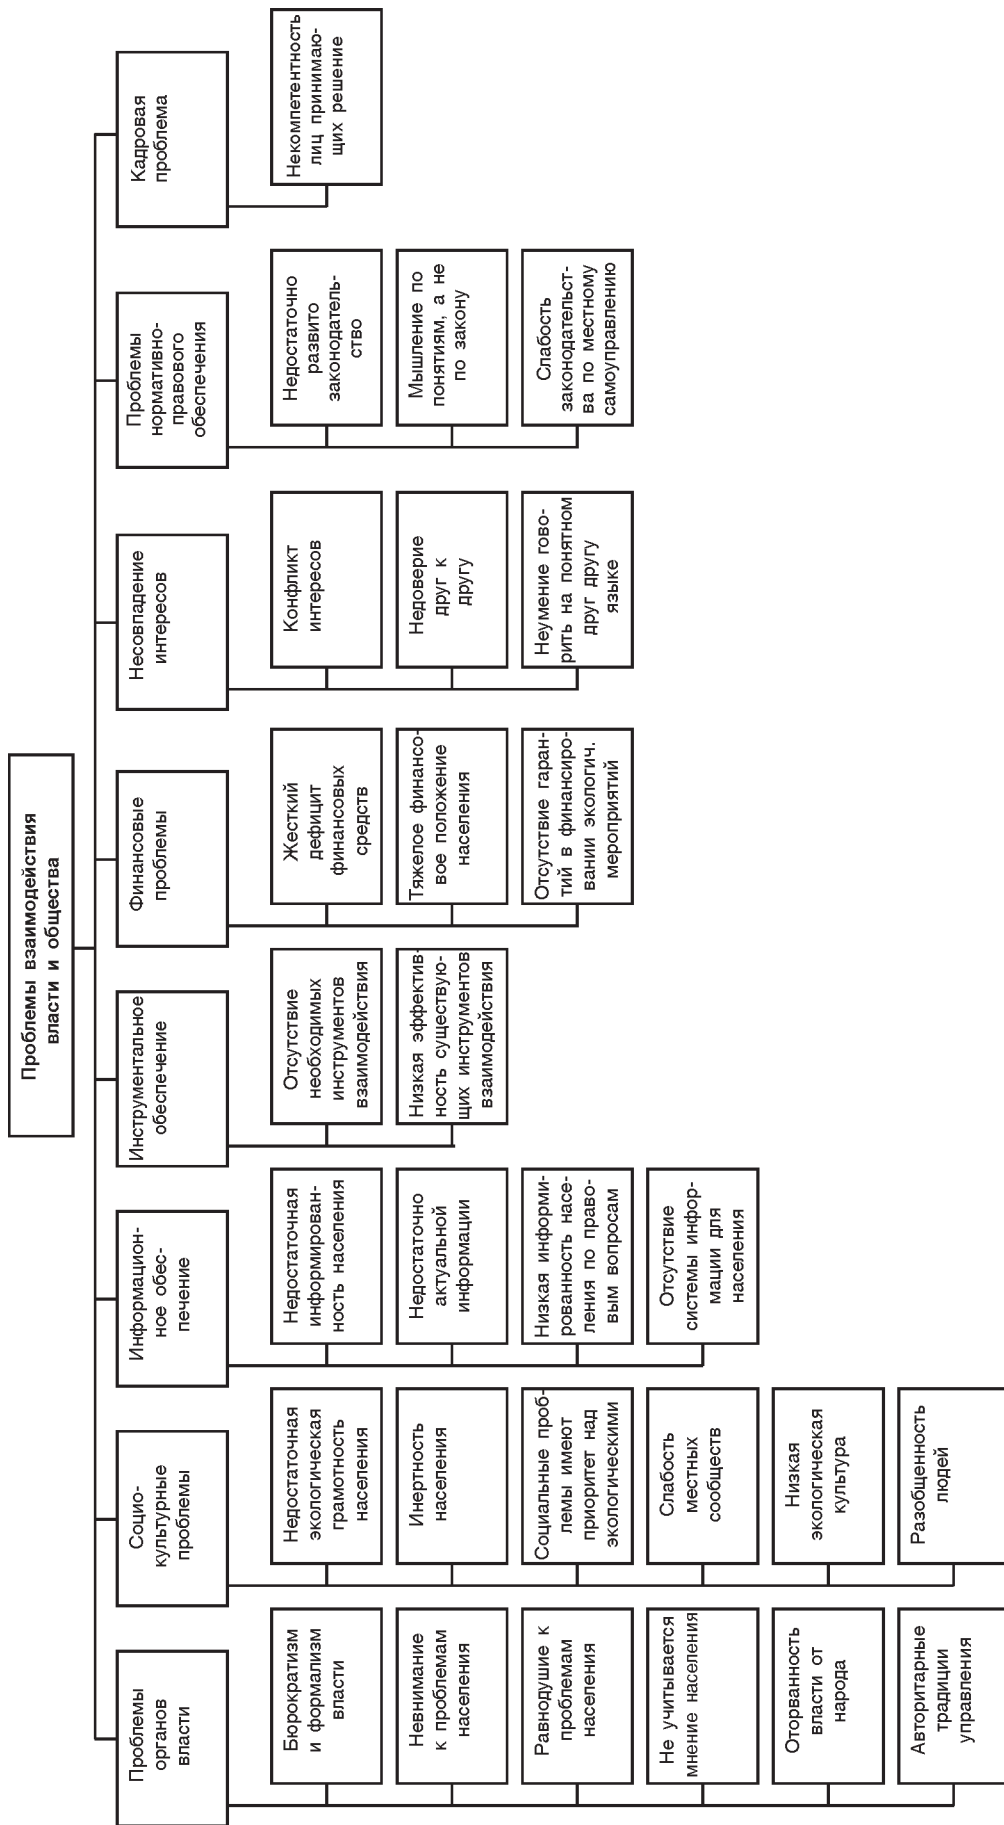 Проблемы взаимодействия
власти и общества
Проблемы
органов
власти
Бюрократизм
и формализм
власти
Невнимание
к проблемам
населения
Равнодушие к
проблемам
населения
Не учитывается
мнение населения
Оторванность
власти от
народа
Авторитарные
традиции
управления
Социо-
культурные
проблемы
Недостаточная
экологическая
грамотность
населения
Инертность
населения
Социальные проб-
лемы имеют
приоритет над
экологическими
Слабость
местных
сообществ
Низкая
экологическая
культура
Разобщенность
людей
Информацион-
ное обес-
печение
Недостаточная
информирован-
ность населения
Недостаточно
актуальной
информации
Низкая информи-
рованность насе-
ления по право-
вым вопросам
Отсутствие
системы инфор-
мации для
населения
Инструментальное
обеспечение
Отсутствие
необходимых
инструментов
взаимодействия
Низкая эффектив-
ность существую-
щих инструментов
взаимодействия
Финансовые
проблемы
Жесткий
дефицит
финансовых
средств
Тяжелое финансо-
вое положение
населения
Отсутствие гаран-
тий в финансиро-
вании экологич.
мероприятий
Несовпадение
интересов
Конфликт
интересов
Недоверие
друг к
другу
Неумение гово-
рить на понятном
друг другу
языке
Проблемы
нормативно-
правового
обеспечения
Недостаточно
развито
законодатель-
ство
Мышление по
понятиям, а не
по закону
Слабость
законодательст-
ва по местному
самоуправлению
Кадровая
проблема
Некомпетентность
лиц принимаю-
щих решение